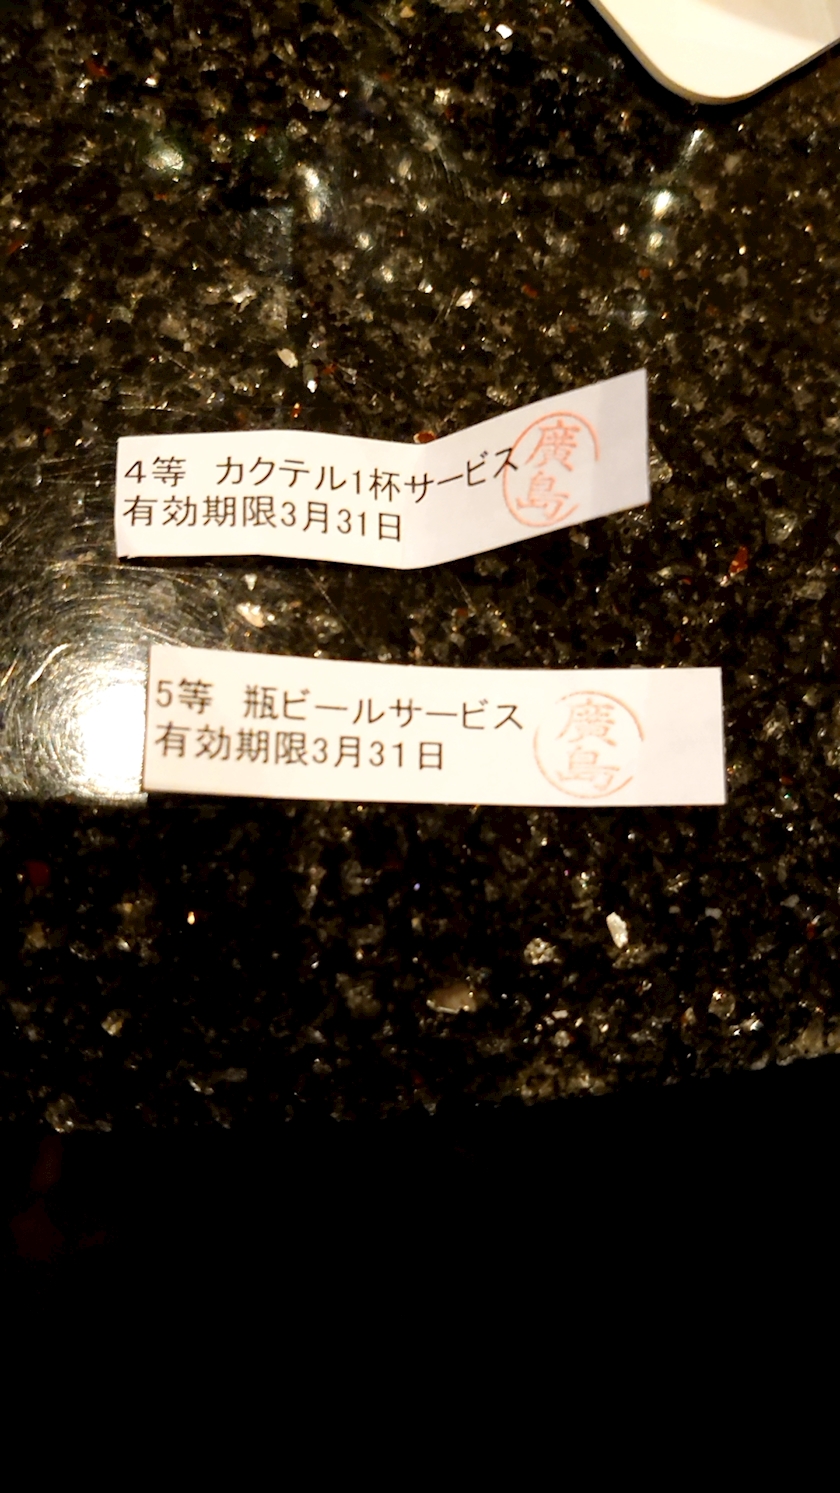 ４等　カクテル1杯サービス
有効期限3月31日
廣島
5等　瓶ビールサービス
有効期限3月31日
廣島